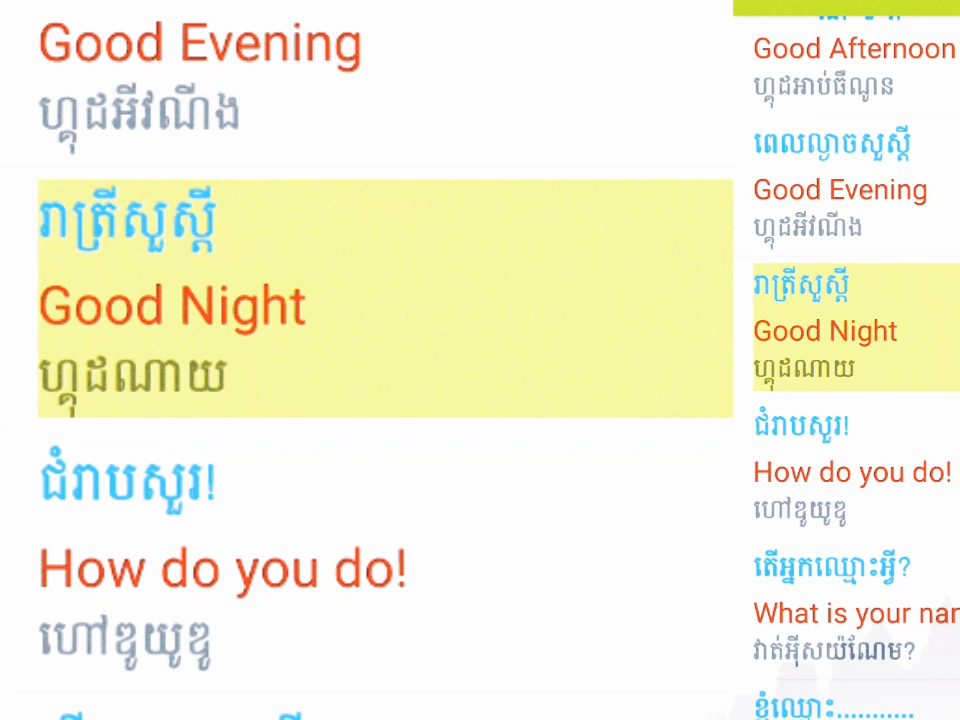 Good Evening
ហ្គុដអីវណីង
រាត្រីសួស្តី
Good Night
ហ្គុដណាយ
ជំរាបសួរ!
How do you do!
ហៅឌូយូឌូ
Good Afternoon
ហ្គុដអាប់ធឺណូន
ពេលល្ងាចសួស្តី
Good Evening
ហ្គុដអីវណីង
រាត្រីសួស្តី
Good Night
ហ្គុដណាយ
ជំរាបសួរ!
How do you do!
ហៅឌូយូឌូ
តើអ្នកឈ្មោះអ្វី?
What is your nar
វាត់អ៊ីសយ៉ណែម?
ខ្ញុំឈ្មោះ...........